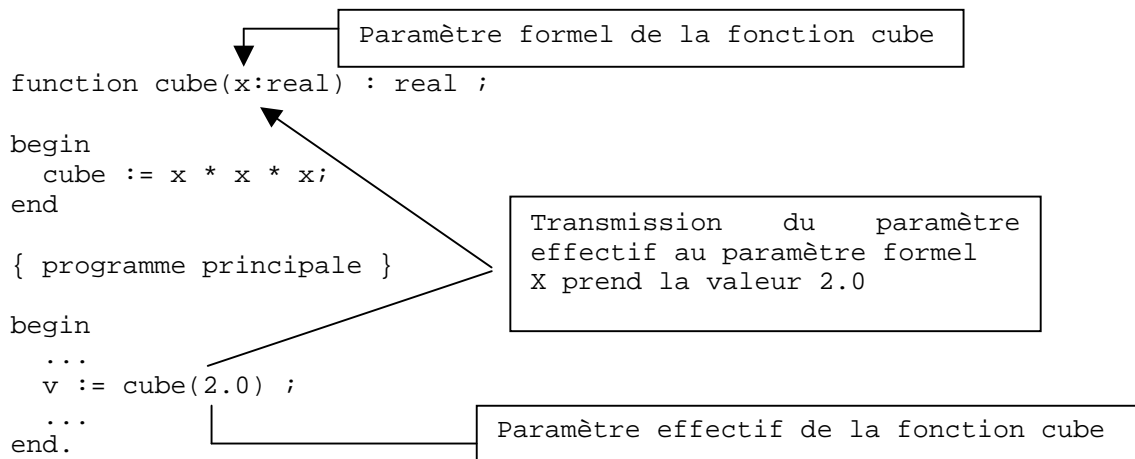 Paramètre formel de la fonction cube
function cube(x:real) : real ;
begin
cube := x * x * x;
end
Transmission du paramètre
effectif au paramètre formel
X prend la valeur 2.0
{ programme principale }
begin
...
v := cube(2.0) ;
...
end.
Paramètre effectif de la fonction cube